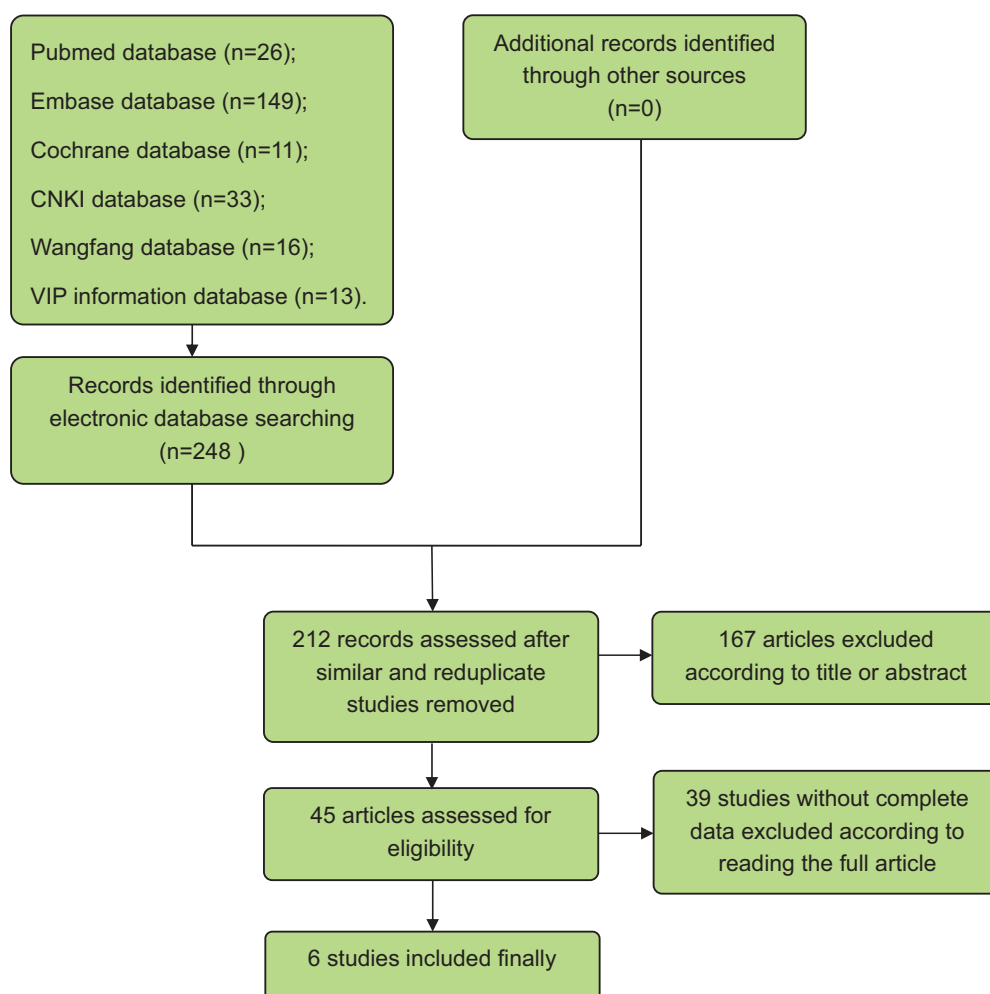 Pubmed database (n=26);
Embase database (n=149);
Cochrane database (n=11);
CNKI database (n=33);
Wangfang database (n=16);
VIP information database (n=13).
Additional records identified
through other sources
(n=0)
Records identified through
electronic database searching
(n=248 )
212 records assessed after
similar and reduplicate
studies removed
167 articles excluded
according to title or abstract
45 articles assessed for
eligibility
39 studies without complete
data excluded according to
reading the full article
6 studies included finally